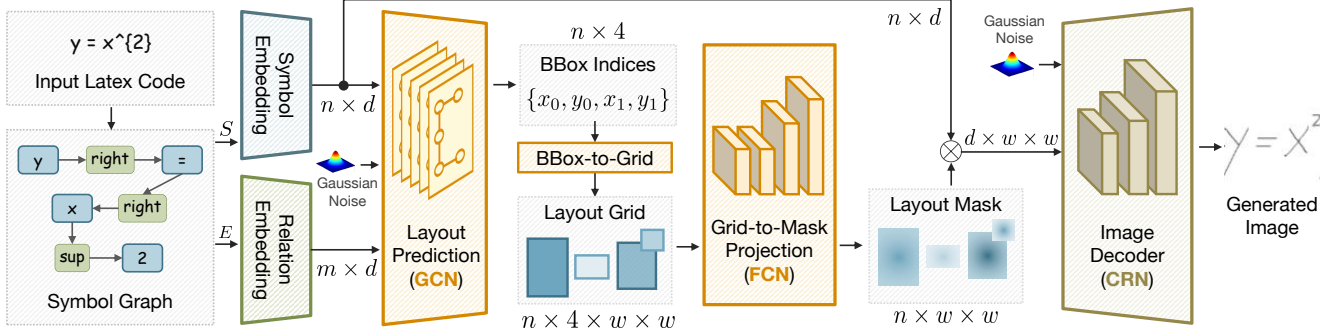 y = x^{2}
Input Latex Code
y
right
=
x
right
sup
2
Symbol Graph
S
E
Symbol
Embedding
Relation
Embedding
n × d
m × d
Gaussian
Noise
Layout
Prediction
(GCN)
n × 4
BBox Indices
{x₀, y₀, x₁, y₁}
BBox-to-Grid
Layout Grid
n × 4 × w × w
Grid-to-Mask
Projection
(FCN)
n × d
⊗
d × w × w
Layout Mask
n × w × w
Gaussian
Noise
Image
Decoder
(CRN)
y = x²
Generated
Image